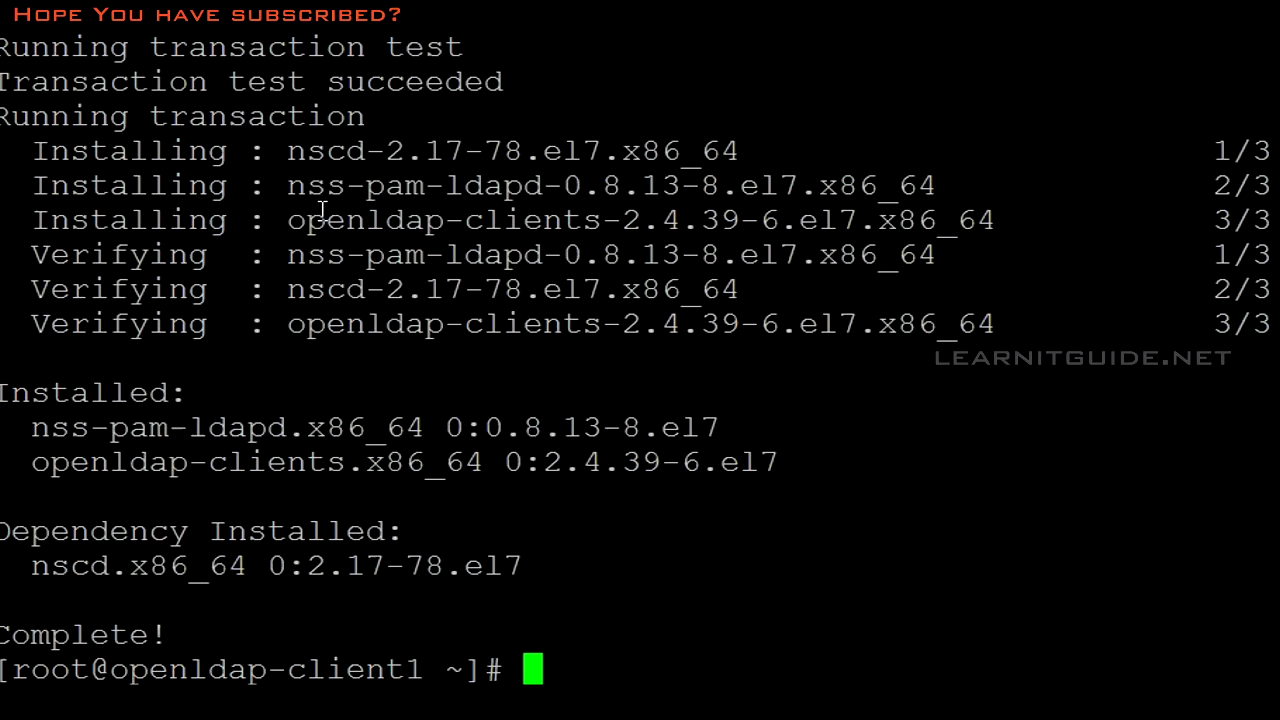 Hope You have subscribed?
Running transaction test
Transaction test succeeded
Running transaction
Installing : nscd-2.17-78.el7.x86_64 1/3
Installing : nss-pam-ldapd-0.8.13-8.el7.x86_64 2/3
Installing : openldap-clients-2.4.39-6.el7.x86_64 3/3
Verifying : nss-pam-ldapd-0.8.13-8.el7.x86_64 1/3
Verifying : nscd-2.17-78.el7.x86_64 2/3
Verifying : openldap-clients-2.4.39-6.el7.x86_64 3/3
LEARNITGUIDE.NET
Installed:
nss-pam-ldapd.x86_64 0:0.8.13-8.el7
openldap-clients.x86_64 0:2.4.39-6.el7
Dependency Installed:
nscd.x86_64 0:2.17-78.el7
Complete!
[root@openldap-client1 ~]#